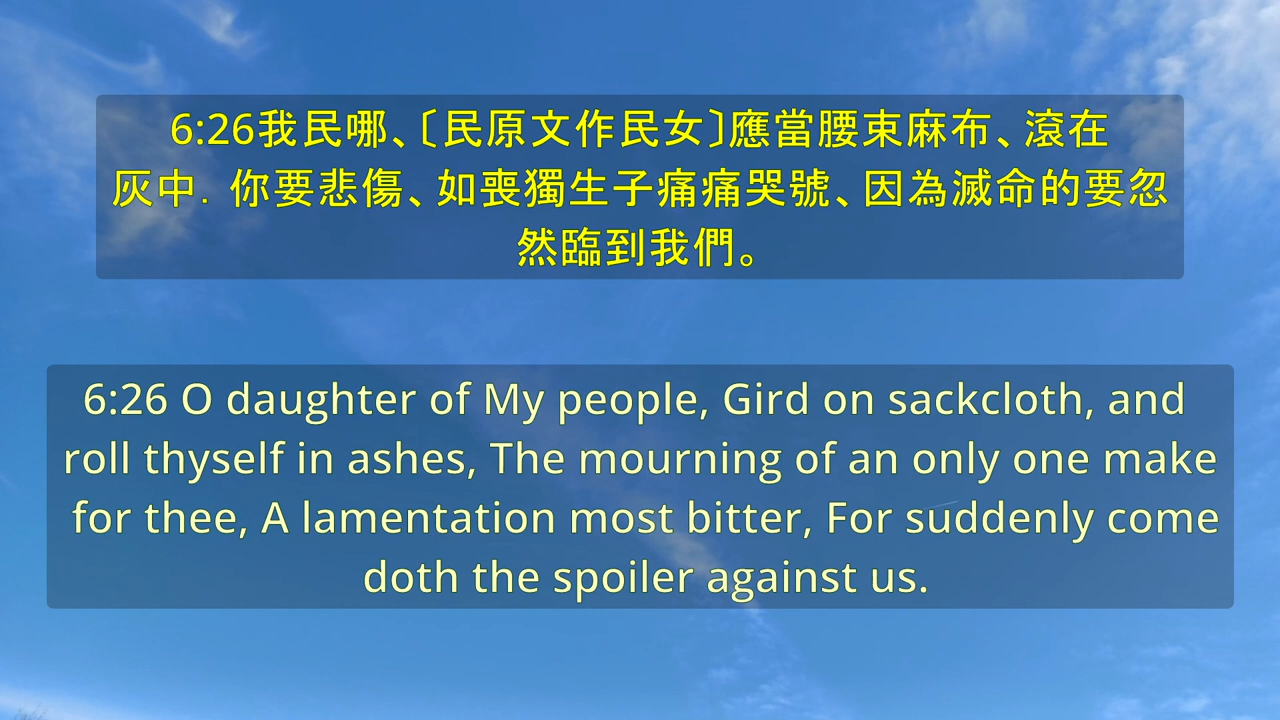 6:26我民哪、〔民原文作民女〕應當腰束麻布、滾在
灰中．你要悲傷、如喪獨生子痛痛哭號、因為滅命的要忽
然臨到我們。
6:26 O daughter of My people, Gird on sackcloth, and
roll thyself in ashes, The mourning of an only one make
for thee, A lamentation most bitter, For suddenly come
doth the spoiler against us.